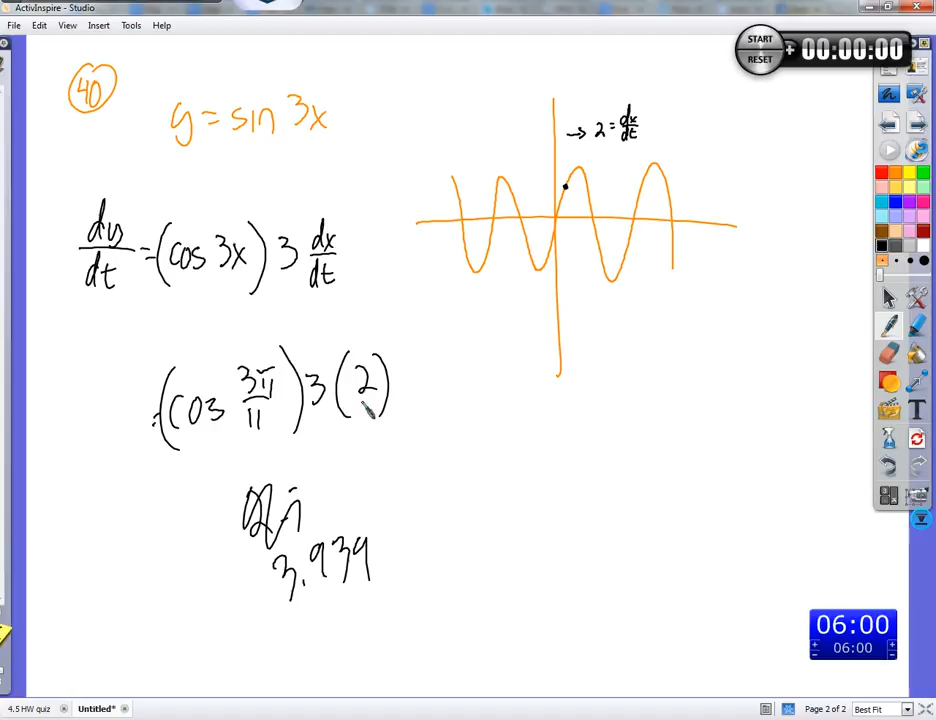 ActivInspire - Studio
File Edit View Insert Tools
START
RESET
+ 00:00:00
40
y = sin 3x
→ 2 = dx/dt
dy/dt = (cos 3x) 3 dx/dt
= (cos 3π/11) 3 (2)
3.939
06:00
06:00
4.5 HW quiz Untitled*
Page 2 of 2 Best Fit